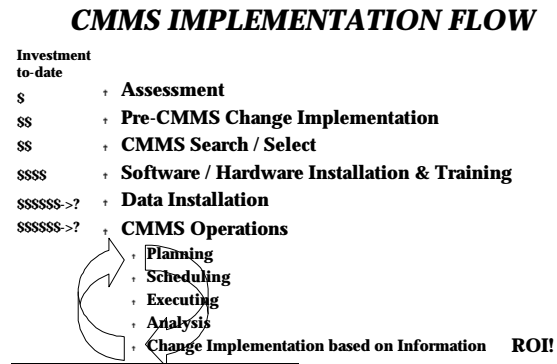 CMMS IMPLEMENTATION FLOW
Investment
to-date
$ † Assessment
$$ † Pre-CMMS Change Implementation
$$ † CMMS Search / Select
$$$$ † Software / Hardware Installation & Training
$$$$$$->? † Data Installation
$$$$$$->? † CMMS Operations
† Planning
† Scheduling
† Executing
† Analysis
† Change Implementation based on Information ROI!